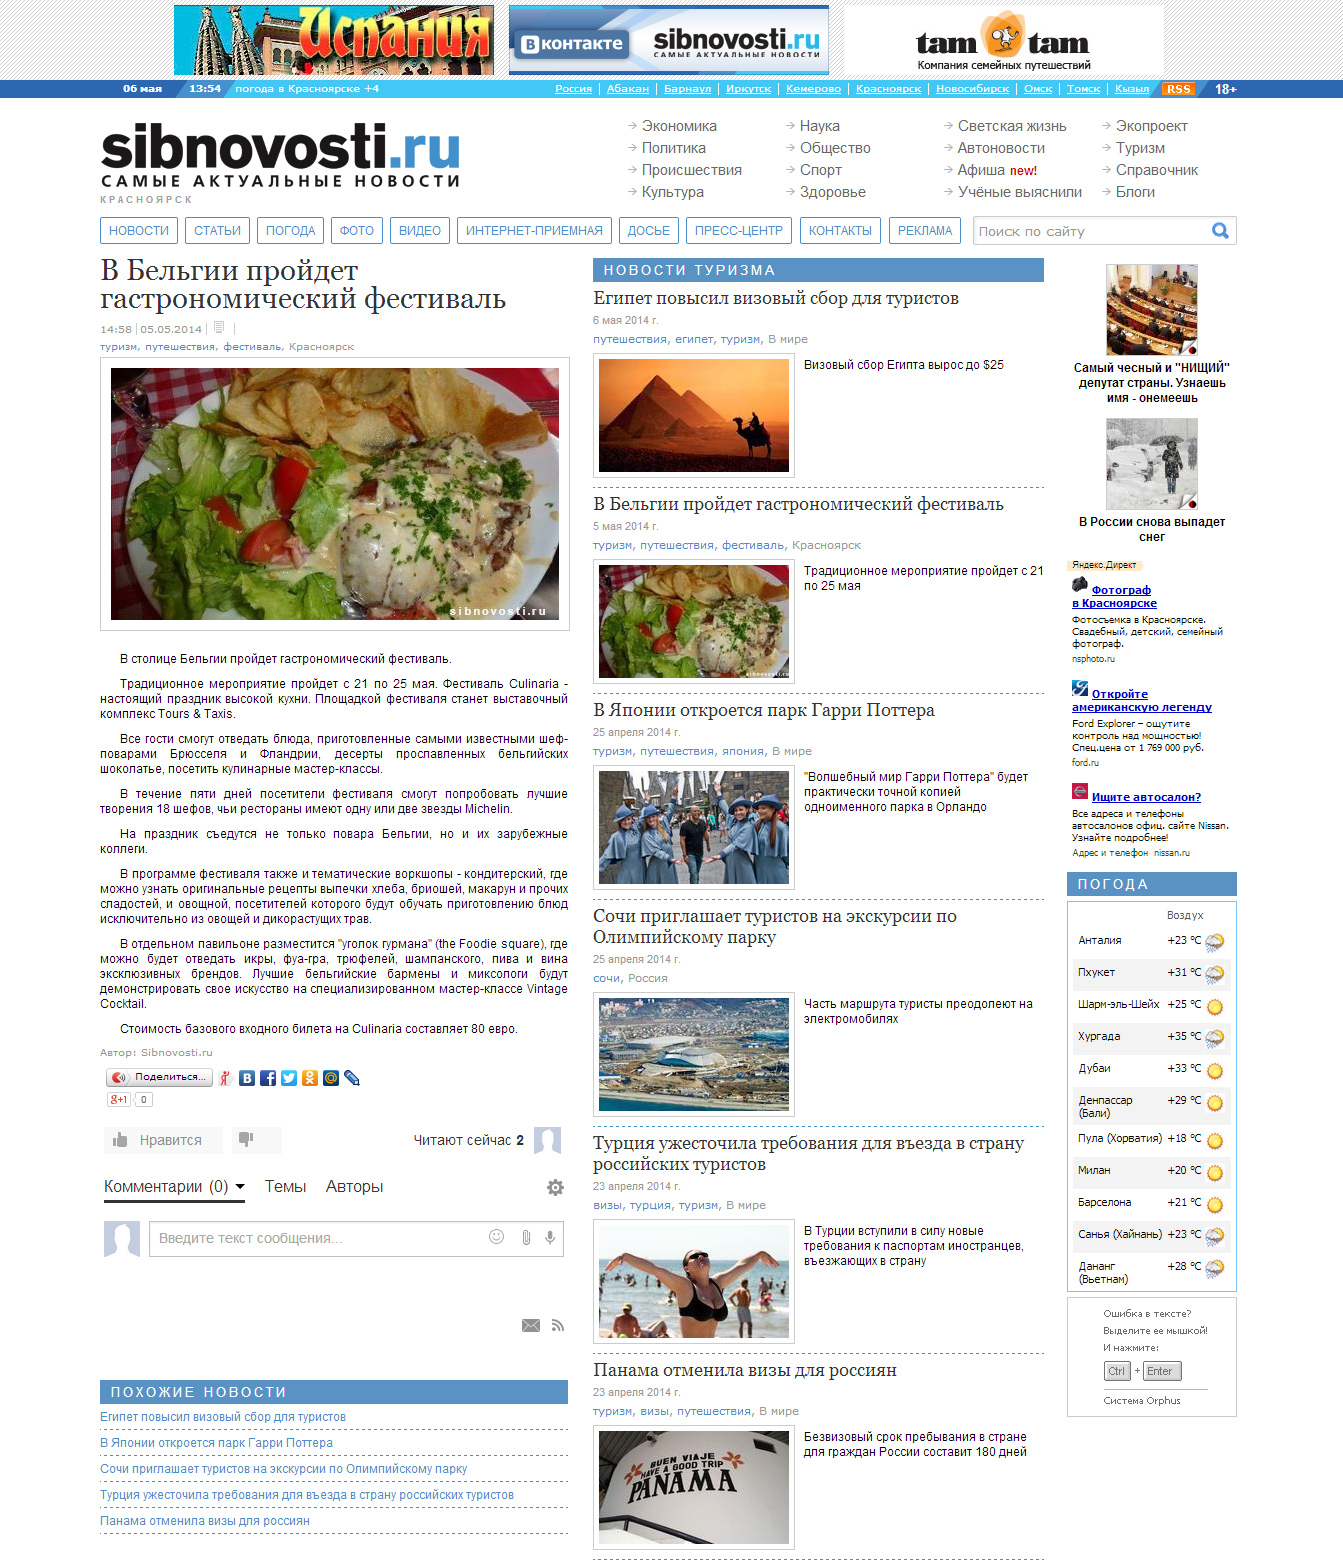 Испания
Вконтакте
sibnovosti.ru
САМЫЕ АКТУАЛЬНЫЕ НОВОСТИ
tam tam
Компания семейных путешествий
06 мая
13:54
погода в Красноярске +4
Россия | Абакан | Барнаул | Иркутск | Кемерово | Красноярск | Новосибирск | Омск | Томск | Кызыл
RSS
18+
sibnovosti.ru
САМЫЕ АКТУАЛЬНЫЕ НОВОСТИ
КРАСНОЯРСК
Экономика
Политика
Происшествия
Культура
Наука
Общество
Спорт
Здоровье
Светская жизнь
Автоновости
Афиша new!
Учёные выяснили
Экопроект
Туризм
Справочник
Блоги
НОВОСТИ
СТАТЬИ
ПОГОДА
ФОТО
ВИДЕО
ИНТЕРНЕТ-ПРИЕМНАЯ
ДОСЬЕ
ПРЕСС-ЦЕНТР
КОНТАКТЫ
РЕКЛАМА
Поиск по сайту
В Бельгии пройдет
гастрономический фестиваль
14:58 | 05.05.2014 |
туризм, путешествия, фестиваль, Красноярск
sibnovosti.ru
В столице Бельгии пройдет гастрономический фестиваль.
Традиционное мероприятие пройдет с 21 по 25 мая. Фестиваль Culinaria -
настоящий праздник высокой кухни. Площадкой фестиваля станет выставочный
комплекс Tours & Taxis.
Все гости смогут отведать блюда, приготовленные самыми известными шеф-
поварами Брюсселя и Фландрии, десерты прославленных бельгийских
шоколатье, посетить кулинарные мастер-классы.
В течение пяти дней посетители фестиваля смогут попробовать лучшие
творения 18 шефов, чьи рестораны имеют одну или две звезды Michelin.
На праздник съедутся не только повара Бельгии, но и их зарубежные
коллеги.
В программе фестиваля также и тематические воркшопы - кондитерский, где
можно узнать оригинальные рецепты выпечки хлеба, бриошей, макарун и прочих
сладостей, и овощной, посетителей которого будут обучать приготовлению блюд
исключительно из овощей и дикорастущих трав.
В отдельном павильоне разместится "уголок гурмана" (the Foodie square), где
можно будет отведать икры, фуа-гра, трюфелей, шампанского, пива и вина
эксклюзивных брендов. Лучшие бельгийские бармены и миксологи будут
демонстрировать свое искусство на специализированном мастер-классе Vintage
Cocktail.
Стоимость базового входного билета на Culinaria составляет 80 евро.
Автор: Sibnovosti.ru
Поделиться...
g+1 0
Нравится
Читают сейчас 2
Комментарии (0)
Темы
Авторы
Введите текст сообщения...
ПОХОЖИЕ НОВОСТИ
Египет повысил визовый сбор для туристов
В Японии откроется парк Гарри Поттера
Сочи приглашает туристов на экскурсии по Олимпийскому парку
Турция ужесточила требования для въезда в страну российских туристов
Панама отменила визы для россиян
НОВОСТИ ТУРИЗМА
Египет повысил визовый сбор для туристов
6 мая 2014 г.
путешествия, египет, туризм, В мире
Визовый сбор Египта вырос до $25
В Бельгии пройдет гастрономический фестиваль
5 мая 2014 г.
туризм, путешествия, фестиваль, Красноярск
Традиционное мероприятие пройдет с 21
по 25 мая
sibnovosti.ru
В Японии откроется парк Гарри Поттера
25 апреля 2014 г.
туризм, путешествия, япония, В мире
"Волшебный мир Гарри Поттера" будет
практически точной копией
одноименного парка в Орландо
Сочи приглашает туристов на экскурсии по
Олимпийскому парку
25 апреля 2014 г.
сочи, Россия
Часть маршрута туристы преодолеют на
электромобилях
Турция ужесточила требования для въезда в страну
российских туристов
23 апреля 2014 г.
визы, турция, туризм, В мире
В Турции вступили в силу новые
требования к паспортам иностранцев,
въезжающих в страну
Панама отменила визы для россиян
23 апреля 2014 г.
туризм, визы, путешествия, В мире
Безвизовый срок пребывания в стране
для граждан России составит 180 дней
BUEN VIAJE
HAVE A GOOD TRIP
PANAMA
Самый чесный и "НИЩИЙ"
депутат страны. Узнаешь
имя - онемеешь
В России снова выпадет
снег
Яндекс.Директ
Фотограф
в Красноярске
Фотосъемка в Красноярске.
Свадебный, детский, семейный
фотограф.
nsphoto.ru
Откройте
американскую легенду
Ford Explorer – ощутите
контроль над мощностью!
Спец.цена от 1 769 000 руб.
ford.ru
Ищите автосалон?
Все адреса и телефоны
автосалонов офиц. сайте Nissan.
Узнайте подробнее!
Адрес и телефон nissan.ru
ПОГОДА
Воздух
Анталия +23 °C
Пхукет +31 °C
Шарм-эль-Шейх +25 °C
Хургада +35 °C
Дубаи +33 °C
Денпассар +29 °C
(Бали)
Пула (Хорватия) +18 °C
Милан +20 °C
Барселона +21 °C
Санья (Хайнань) +23 °C
Дананг +28 °C
(Вьетнам)
Ошибка в тексте?
Выделите ее мышкой!
И нажмите:
Ctrl + Enter
Система Orphus